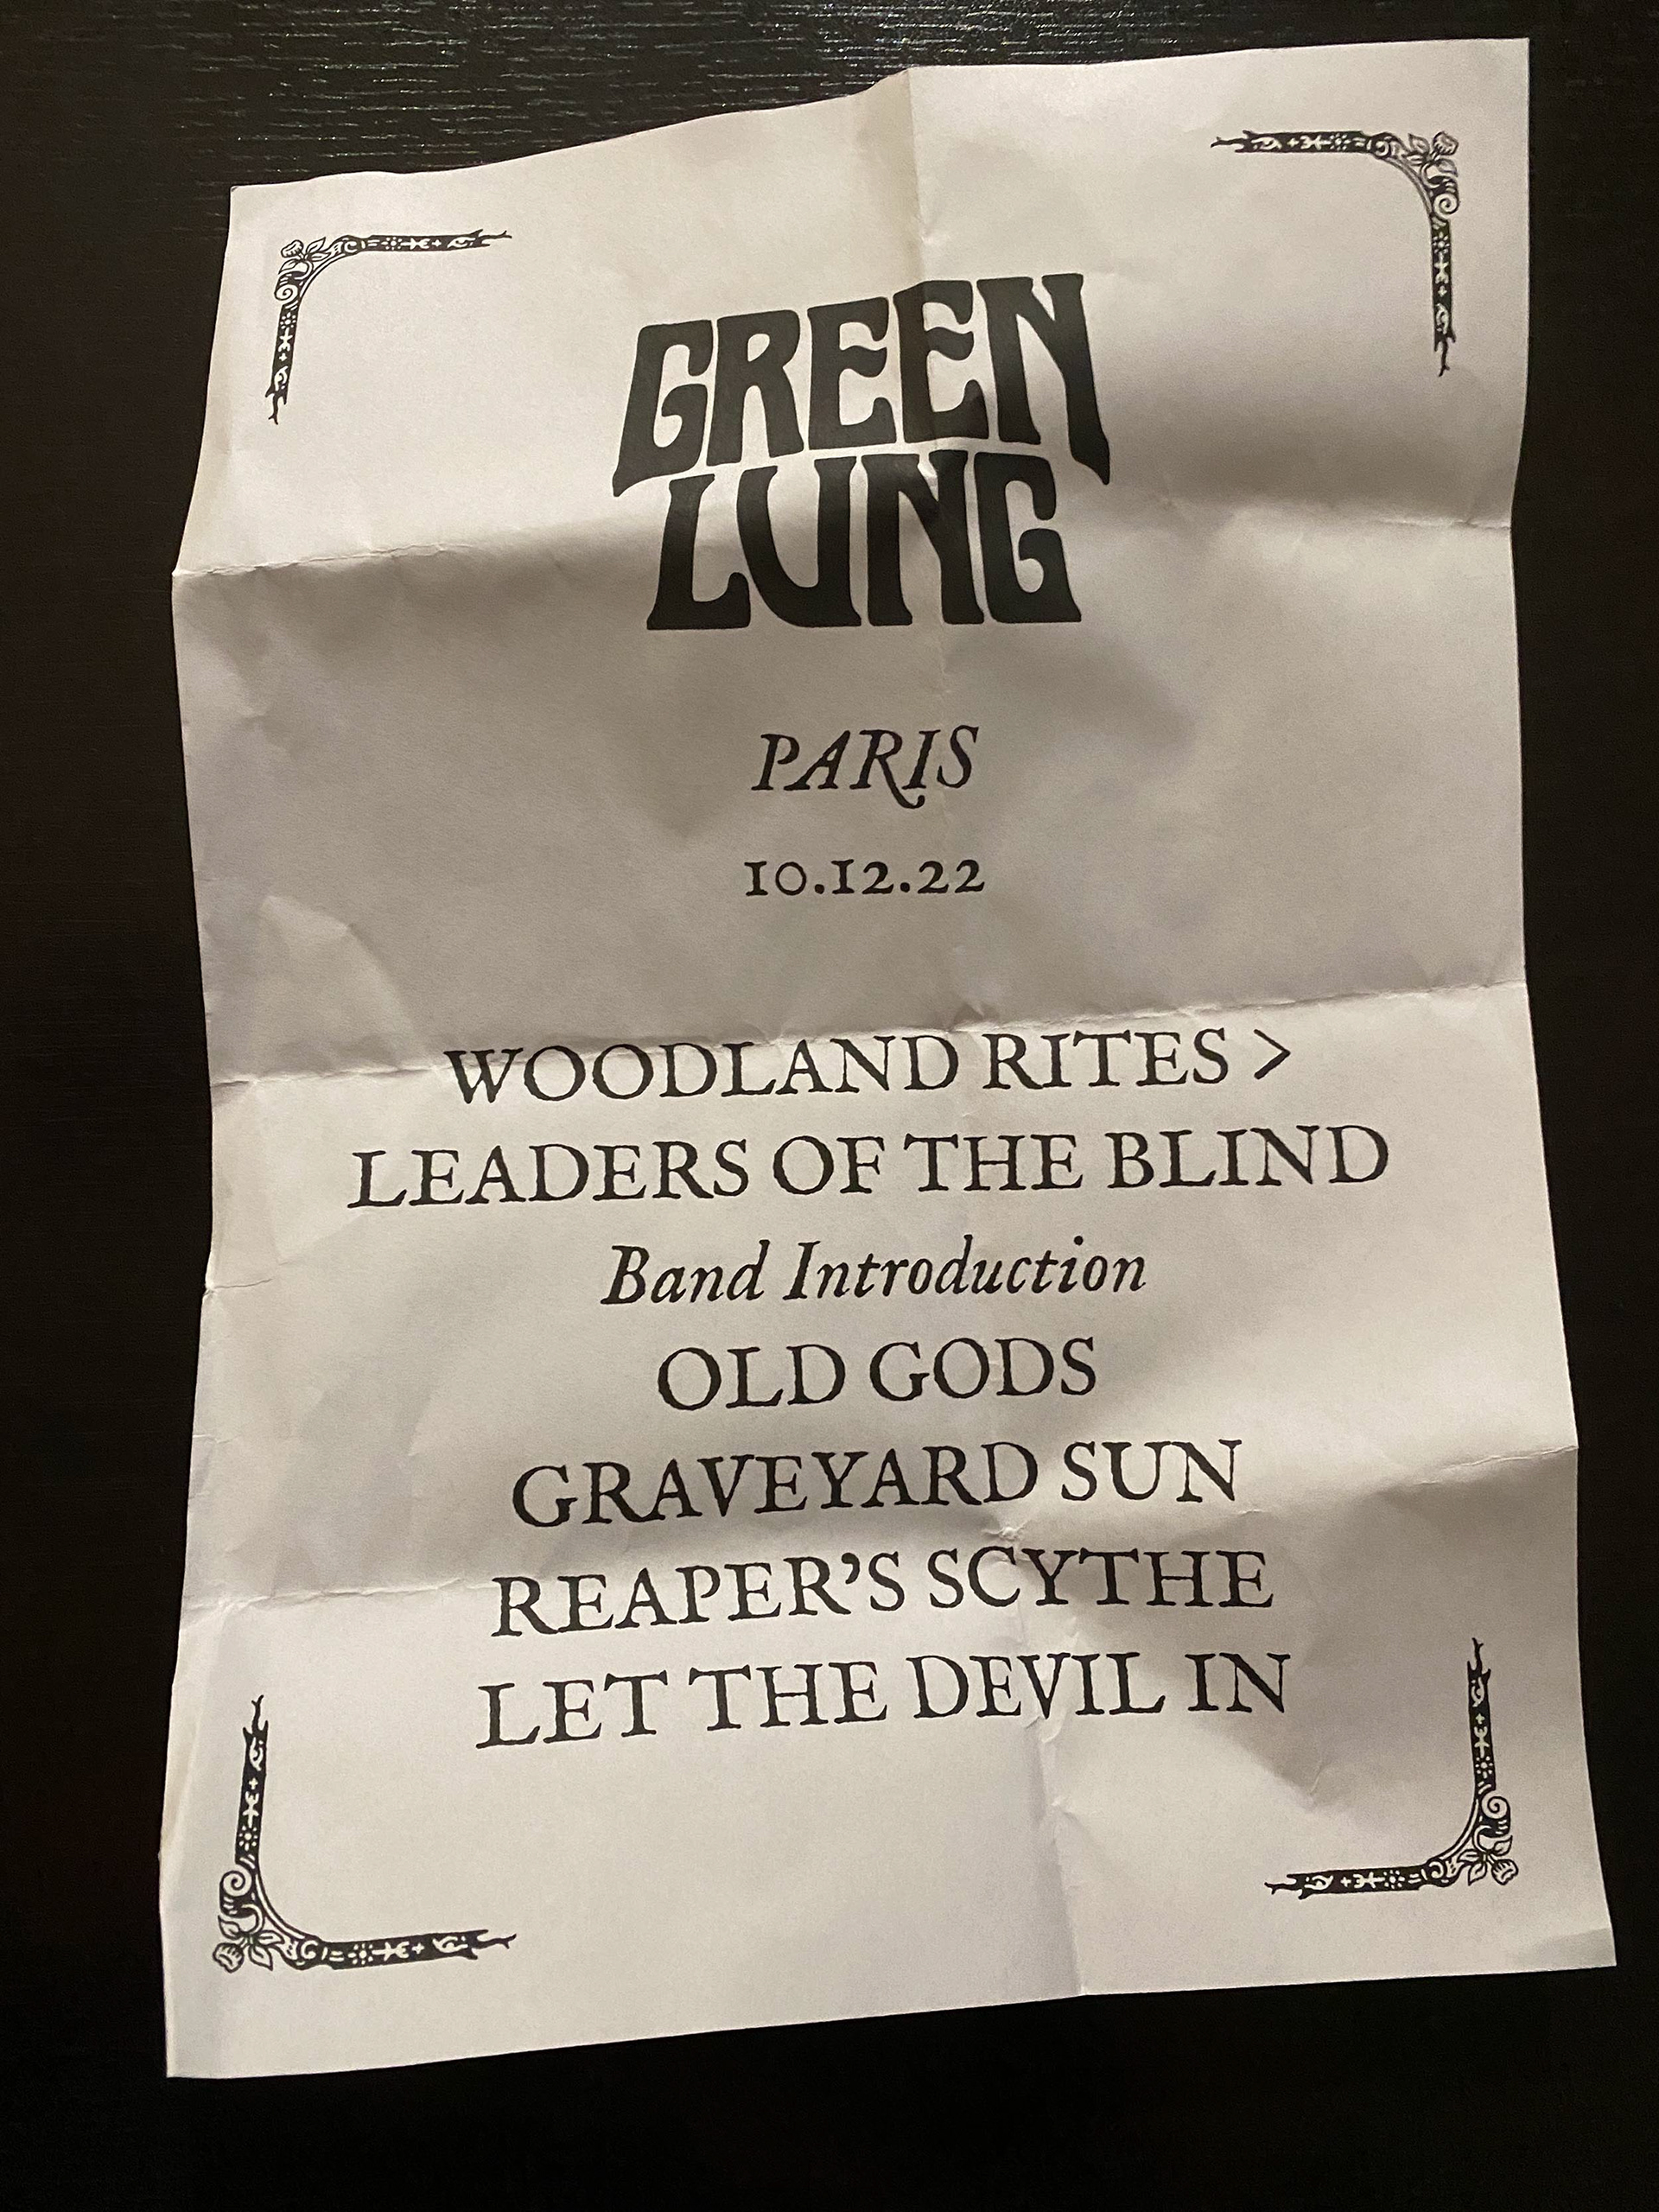 GREEN
LUNG
PARIS
10.12.22
WOODLAND RITES >
LEADERS OF THE BLIND
Band Introduction
OLD GODS
GRAVEYARD SUN
REAPER’S SCYTHE
LET THE DEVIL IN